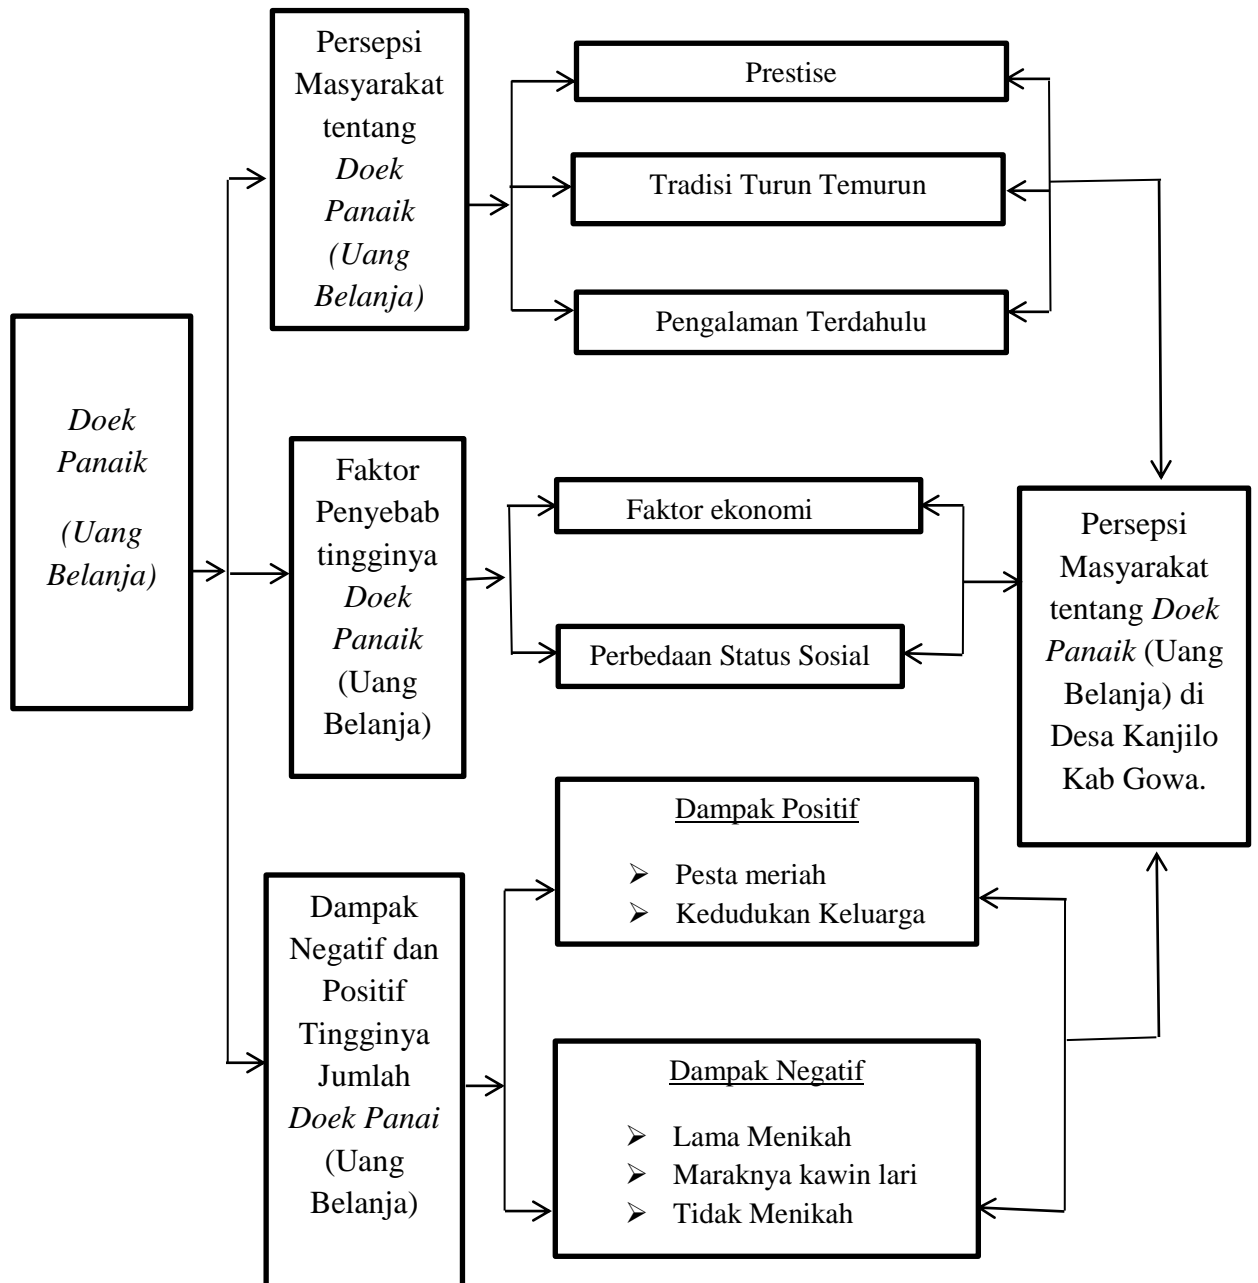 Doek
Panaik
(Uang
Belanja)
Persepsi
Masyarakat
tentang
Doek
Panaik
(Uang
Belanja)
Prestise
Tradisi Turun Temurun
Pengalaman Terdahulu
Faktor
Penyebab
tingginya
Doek
Panaik
(Uang
Belanja)
Faktor ekonomi
Perbedaan Status Sosial
Dampak
Negatif dan
Positif
Tingginya
Jumlah
Doek Panai
(Uang
Belanja)
Dampak Positif
➢ Pesta meriah
➢ Kedudukan Keluarga
Dampak Negatif
➢ Lama Menikah
➢ Maraknya kawin lari
➢ Tidak Menikah
Persepsi
Masyarakat
tentang Doek
Panaik (Uang
Belanja) di
Desa Kanjilo
Kab Gowa.